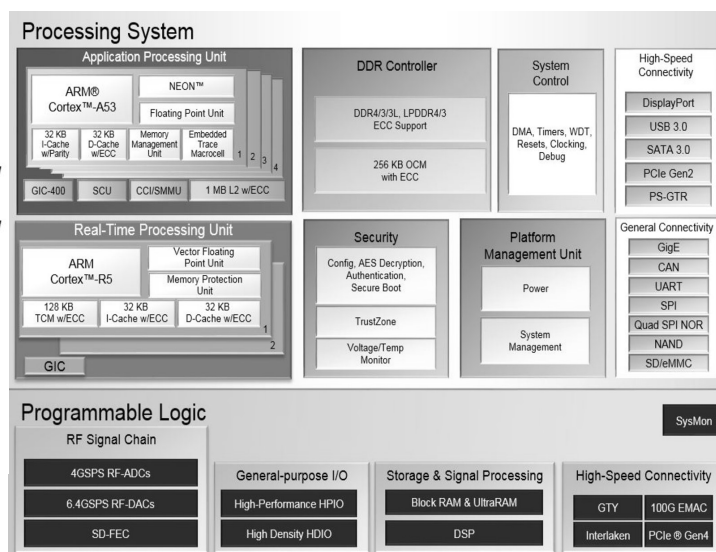 Processing System
Application Processing Unit
ARM®
Cortex™-A53
NEON™
Floating Point Unit
32 KB
I-Cache
w/Parity
32 KB
D-Cache
w/ECC
Memory
Management
Unit
Embedded
Trace
Macrocell
1
2
3
4
GIC-400
SCU
CCI/SMMU
1 MB L2 w/ECC
DDR Controller
DDR4/3/3L, LPDDR4/3
ECC Support
256 KB OCM
with ECC
System
Control
DMA, Timers, WDT,
Resets, Clocking,
Debug
High-Speed
Connectivity
DisplayPort
USB 3.0
SATA 3.0
PCIe Gen2
PS-GTR
Real-Time Processing Unit
ARM
Cortex™-R5
Vector Floating
Point Unit
Memory Protection
Unit
128 KB
TCM w/ECC
32 KB
I-Cache w/ECC
32 KB
D-Cache w/ECC
1
2
GIC
Security
Config, AES Decryption,
Authentication,
Secure Boot
TrustZone
Voltage/Temp
Monitor
Platform
Management Unit
Power
System
Management
General Connectivity
GigE
CAN
UART
SPI
Quad SPI NOR
NAND
SD/eMMC
Programmable Logic
SysMon
RF Signal Chain
4GSPS RF-ADCs
6.4GSPS RF-DACs
SD-FEC
General-purpose I/O
High-Performance HPIO
High Density HDIO
Storage & Signal Processing
Block RAM & UltraRAM
DSP
High-Speed Connectivity
GTY
100G EMAC
Interlaken
PCIe ® Gen4